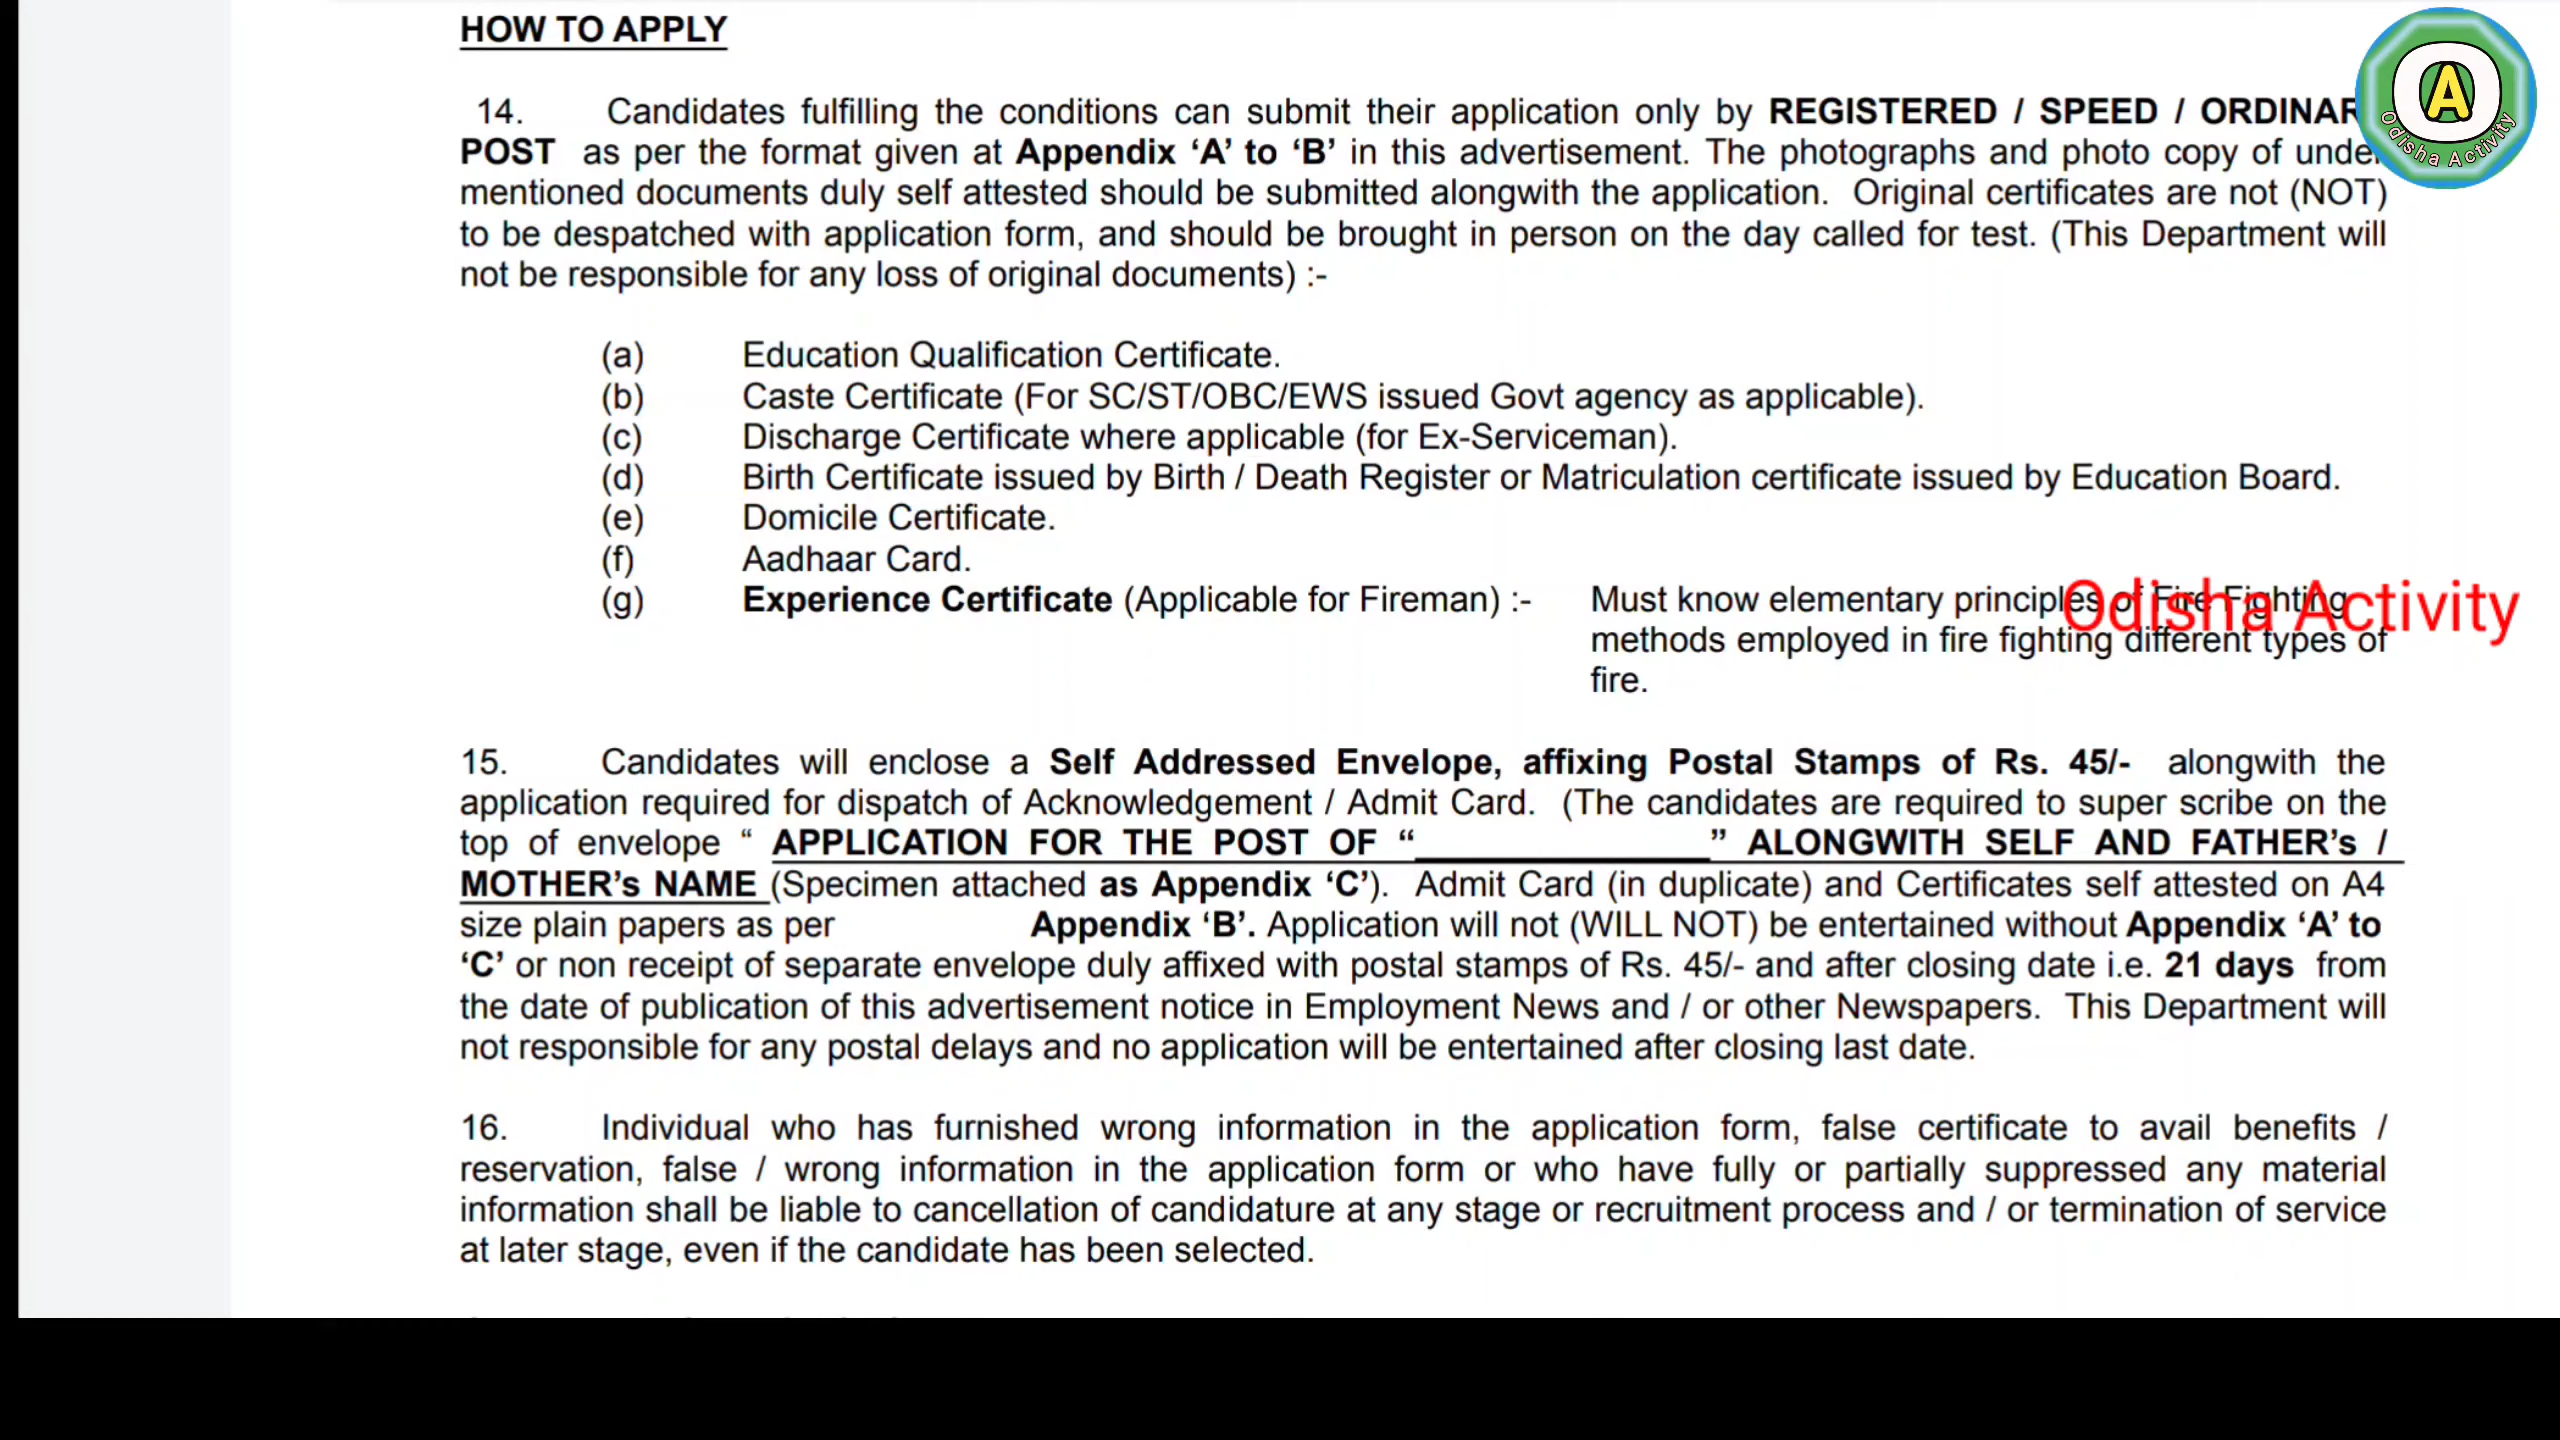 HOW TO APPLY
14. Candidates fulfilling the conditions can submit their application only by REGISTERED / SPEED / ORDINAR
POST as per the format given at Appendix ‘A’ to ‘B’ in this advertisement. The photographs and photo copy of under
mentioned documents duly self attested should be submitted alongwith the application. Original certificates are not (NOT)
to be despatched with application form, and should be brought in person on the day called for test. (This Department will
not be responsible for any loss of original documents) :-
(a) Education Qualification Certificate.
(b) Caste Certificate (For SC/ST/OBC/EWS issued Govt agency as applicable).
(c) Discharge Certificate where applicable (for Ex-Serviceman).
(d) Birth Certificate issued by Birth / Death Register or Matriculation certificate issued by Education Board.
(e) Domicile Certificate.
(f) Aadhaar Card.
(g) Experience Certificate (Applicable for Fireman) :- Must know elementary principles of Fire Fighting
methods employed in fire fighting different types of
fire.
15. Candidates will enclose a Self Addressed Envelope, affixing Postal Stamps of Rs. 45/- alongwith the
application required for dispatch of Acknowledgement / Admit Card. (The candidates are required to super scribe on the
top of envelope “ APPLICATION FOR THE POST OF “_______________” ALONGWITH SELF AND FATHER’s /
MOTHER’s NAME (Specimen attached as Appendix ‘C’). Admit Card (in duplicate) and Certificates self attested on A4
size plain papers as per Appendix ‘B’. Application will not (WILL NOT) be entertained without Appendix ‘A’ to
‘C’ or non receipt of separate envelope duly affixed with postal stamps of Rs. 45/- and after closing date i.e. 21 days from
the date of publication of this advertisement notice in Employment News and / or other Newspapers. This Department will
not responsible for any postal delays and no application will be entertained after closing last date.
16. Individual who has furnished wrong information in the application form, false certificate to avail benefits /
reservation, false / wrong information in the application form or who have fully or partially suppressed any material
information shall be liable to cancellation of candidature at any stage or recruitment process and / or termination of service
at later stage, even if the candidate has been selected.
A
Odisha Activity
Odisha Activity